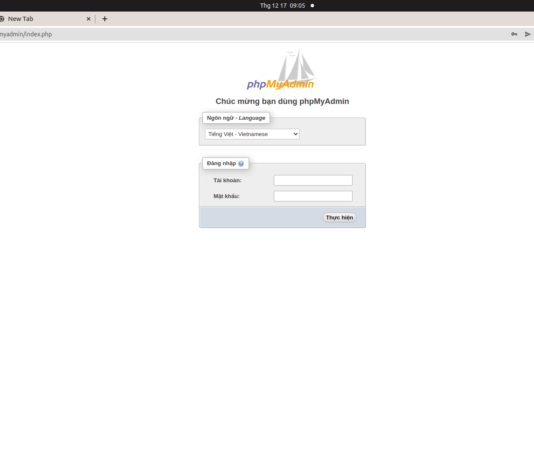 Thg 12 17 09:05
New Tab
nyadmin/index.php
phpMyAdmin
Chúc mừng bạn dùng phpMyAdmin
Ngôn ngữ - Language
Tiếng Việt - Vietnamese
Đăng nhập
Tài khoản:
Mật khẩu:
Thực hiện